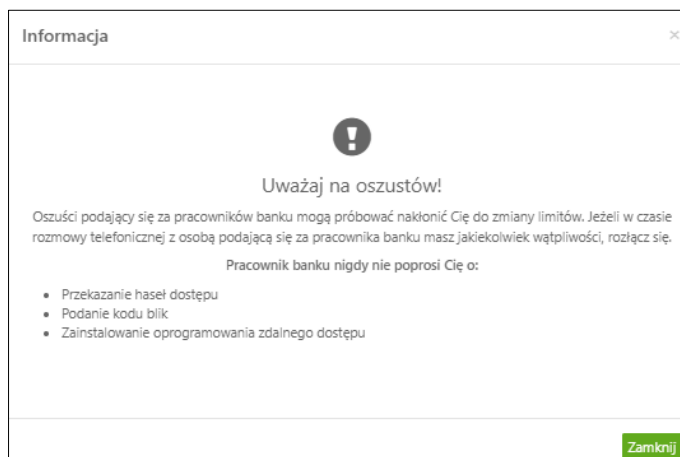 Informacja
×
Uważaj na oszustów!
Oszuści podający się za pracowników banku mogą próbować nakłonić Cię do zmiany limitów. Jeżeli w czasie
rozmowy telefonicznej z osobą podającą się za pracownika banku masz jakiekolwiek wątpliwości, rozłącz się.
Pracownik banku nigdy nie poprosi Cię o:
• Przekazanie haseł dostępu
• Podanie kodu blik
• Zainstalowanie oprogramowania zdalnego dostępu
Zamknij